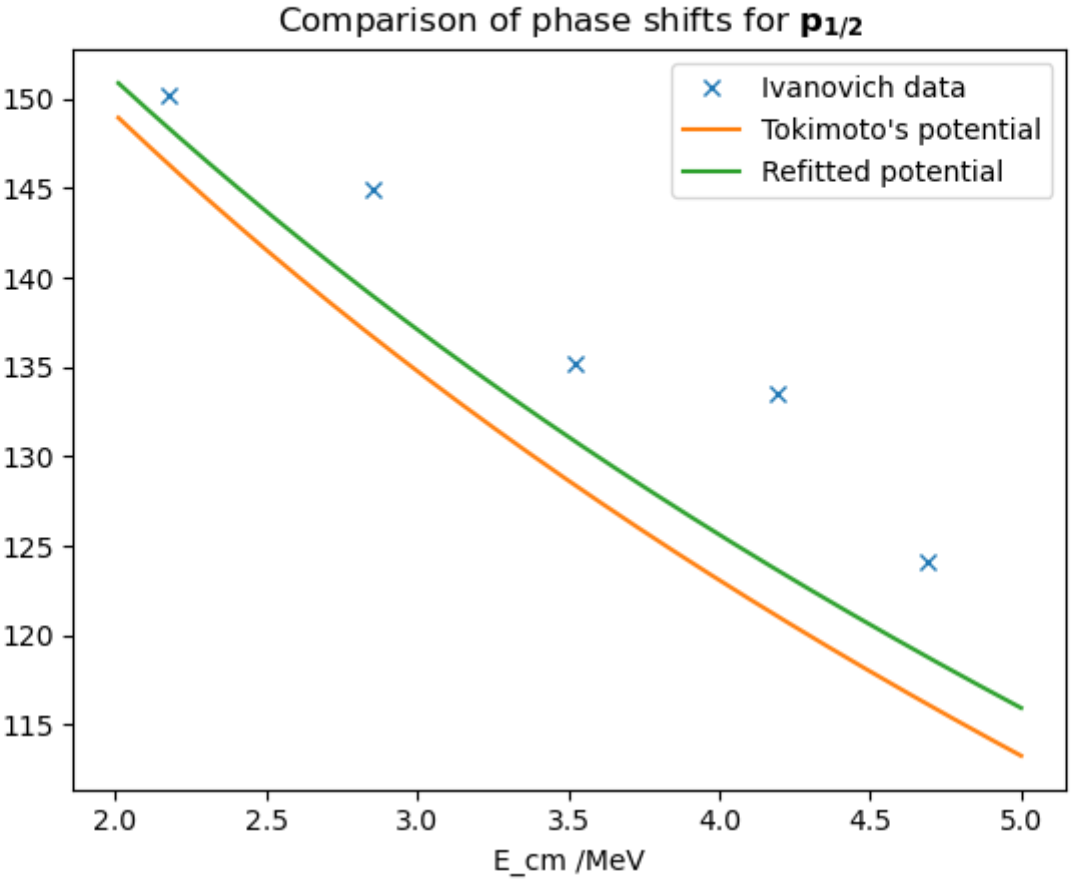 Comparison of phase shifts for p1/2
Ivanovich data
Tokimoto's potential
Refitted potential
150
145
140
135
130
125
120
115
2.0 2.5 3.0 3.5 4.0 4.5 5.0
E_cm /MeV